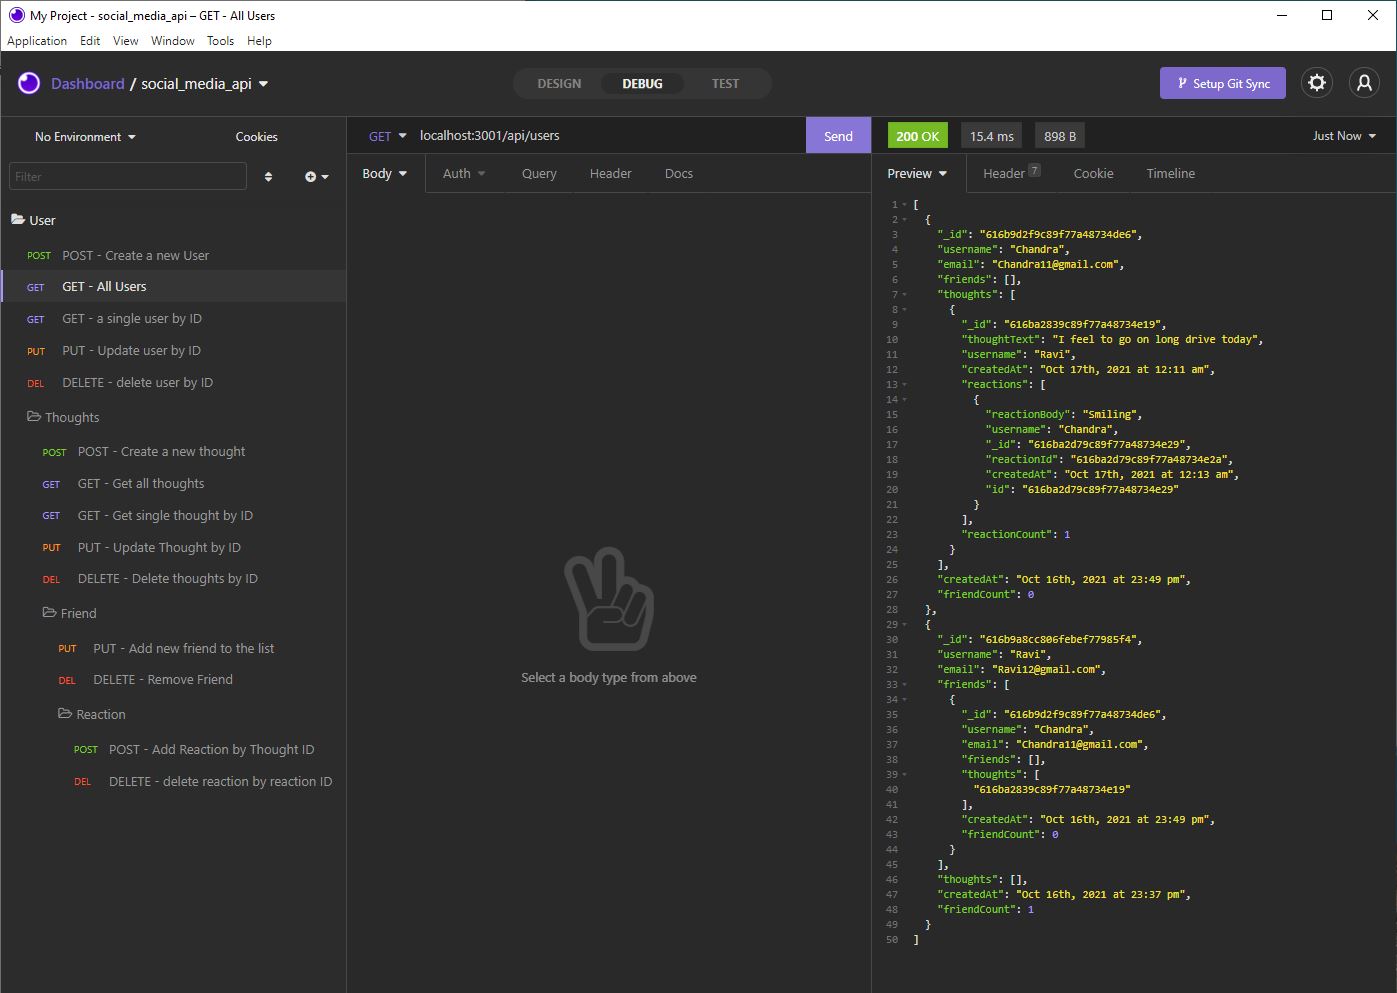 My Project - social_media_api – GET - All Users
Application Edit View Window Tools Help
Dashboard / social_media_api
DESIGN DEBUG TEST
Setup Git Sync
No Environment Cookies
Filter
User
POST POST - Create a new User
GET GET - All Users
GET GET - a single user by ID
PUT PUT - Update user by ID
DEL DELETE - delete user by ID
Thoughts
POST POST - Create a new thought
GET GET - Get all thoughts
GET GET - Get single thought by ID
PUT PUT - Update Thought by ID
DEL DELETE - Delete thoughts by ID
Friend
PUT PUT - Add new friend to the list
DEL DELETE - Remove Friend
Reaction
POST POST - Add Reaction by Thought ID
DEL DELETE - delete reaction by reaction ID
GET localhost:3001/api/users Send
Body Auth Query Header Docs
Select a body type from above
200 OK 15.4 ms 898 B Just Now
Preview Header 7 Cookie Timeline
1 [
2 {
3 "_id": "616b9d2f9c89f77a48734de6",
4 "username": "Chandra",
5 "email": "Chandra11@gmail.com",
6 "friends": [],
7 "thoughts": [
8 {
9 "_id": "616ba2839c89f77a48734e19",
10 "thoughtText": "I feel to go on long drive today",
11 "username": "Ravi",
12 "createdAt": "Oct 17th, 2021 at 12:11 am",
13 "reactions": [
14 {
15 "reactionBody": "Smiling",
16 "username": "Chandra",
17 "_id": "616ba2d79c89f77a48734e29",
18 "reactionId": "616ba2d79c89f77a48734e2a",
19 "createdAt": "Oct 17th, 2021 at 12:13 am",
20 "id": "616ba2d79c89f77a48734e29"
21 }
22 ],
23 "reactionCount": 1
24 }
25 ],
26 "createdAt": "Oct 16th, 2021 at 23:49 pm",
27 "friendCount": 0
28 },
29 {
30 "_id": "616b9a8cc806febef77985f4",
31 "username": "Ravi",
32 "email": "Ravi12@gmail.com",
33 "friends": [
34 {
35 "_id": "616b9d2f9c89f77a48734de6",
36 "username": "Chandra",
37 "email": "Chandra11@gmail.com",
38 "friends": [],
39 "thoughts": [
40 "616ba2839c89f77a48734e19"
41 ],
42 "createdAt": "Oct 16th, 2021 at 23:49 pm",
43 "friendCount": 0
44 }
45 ],
46 "thoughts": [],
47 "createdAt": "Oct 16th, 2021 at 23:37 pm",
48 "friendCount": 1
49 }
50 ]